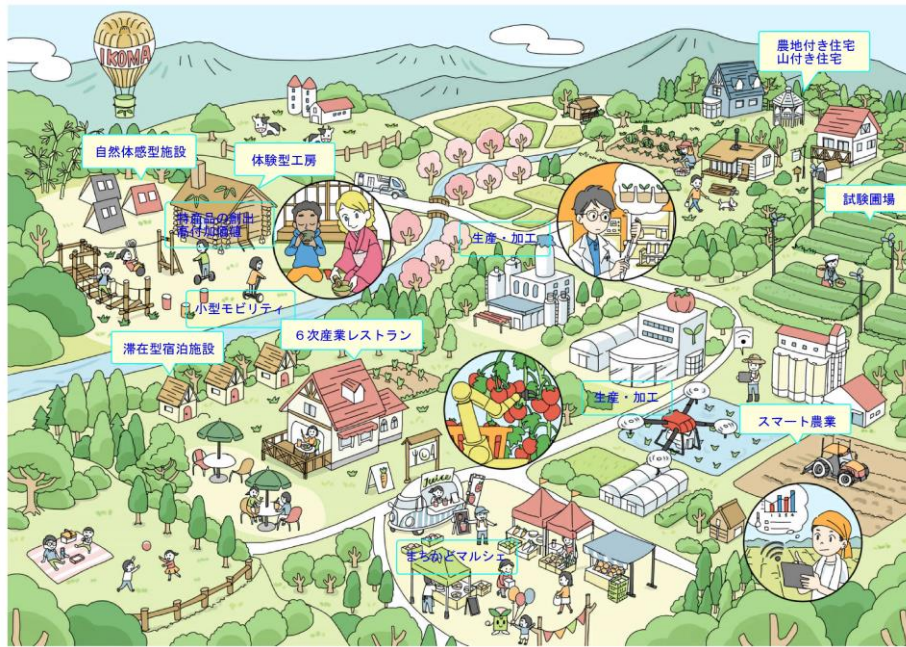 IKOMA
農地付き住宅
山付き住宅
自然体感型施設
体験型工房
特産品の創出
高付加価値
生産・加工
試験圃場
小型モビリティ
6次産業レストラン
滞在型宿泊施設
生産・加工
スマート農業
Juice
まちかどマルシェ